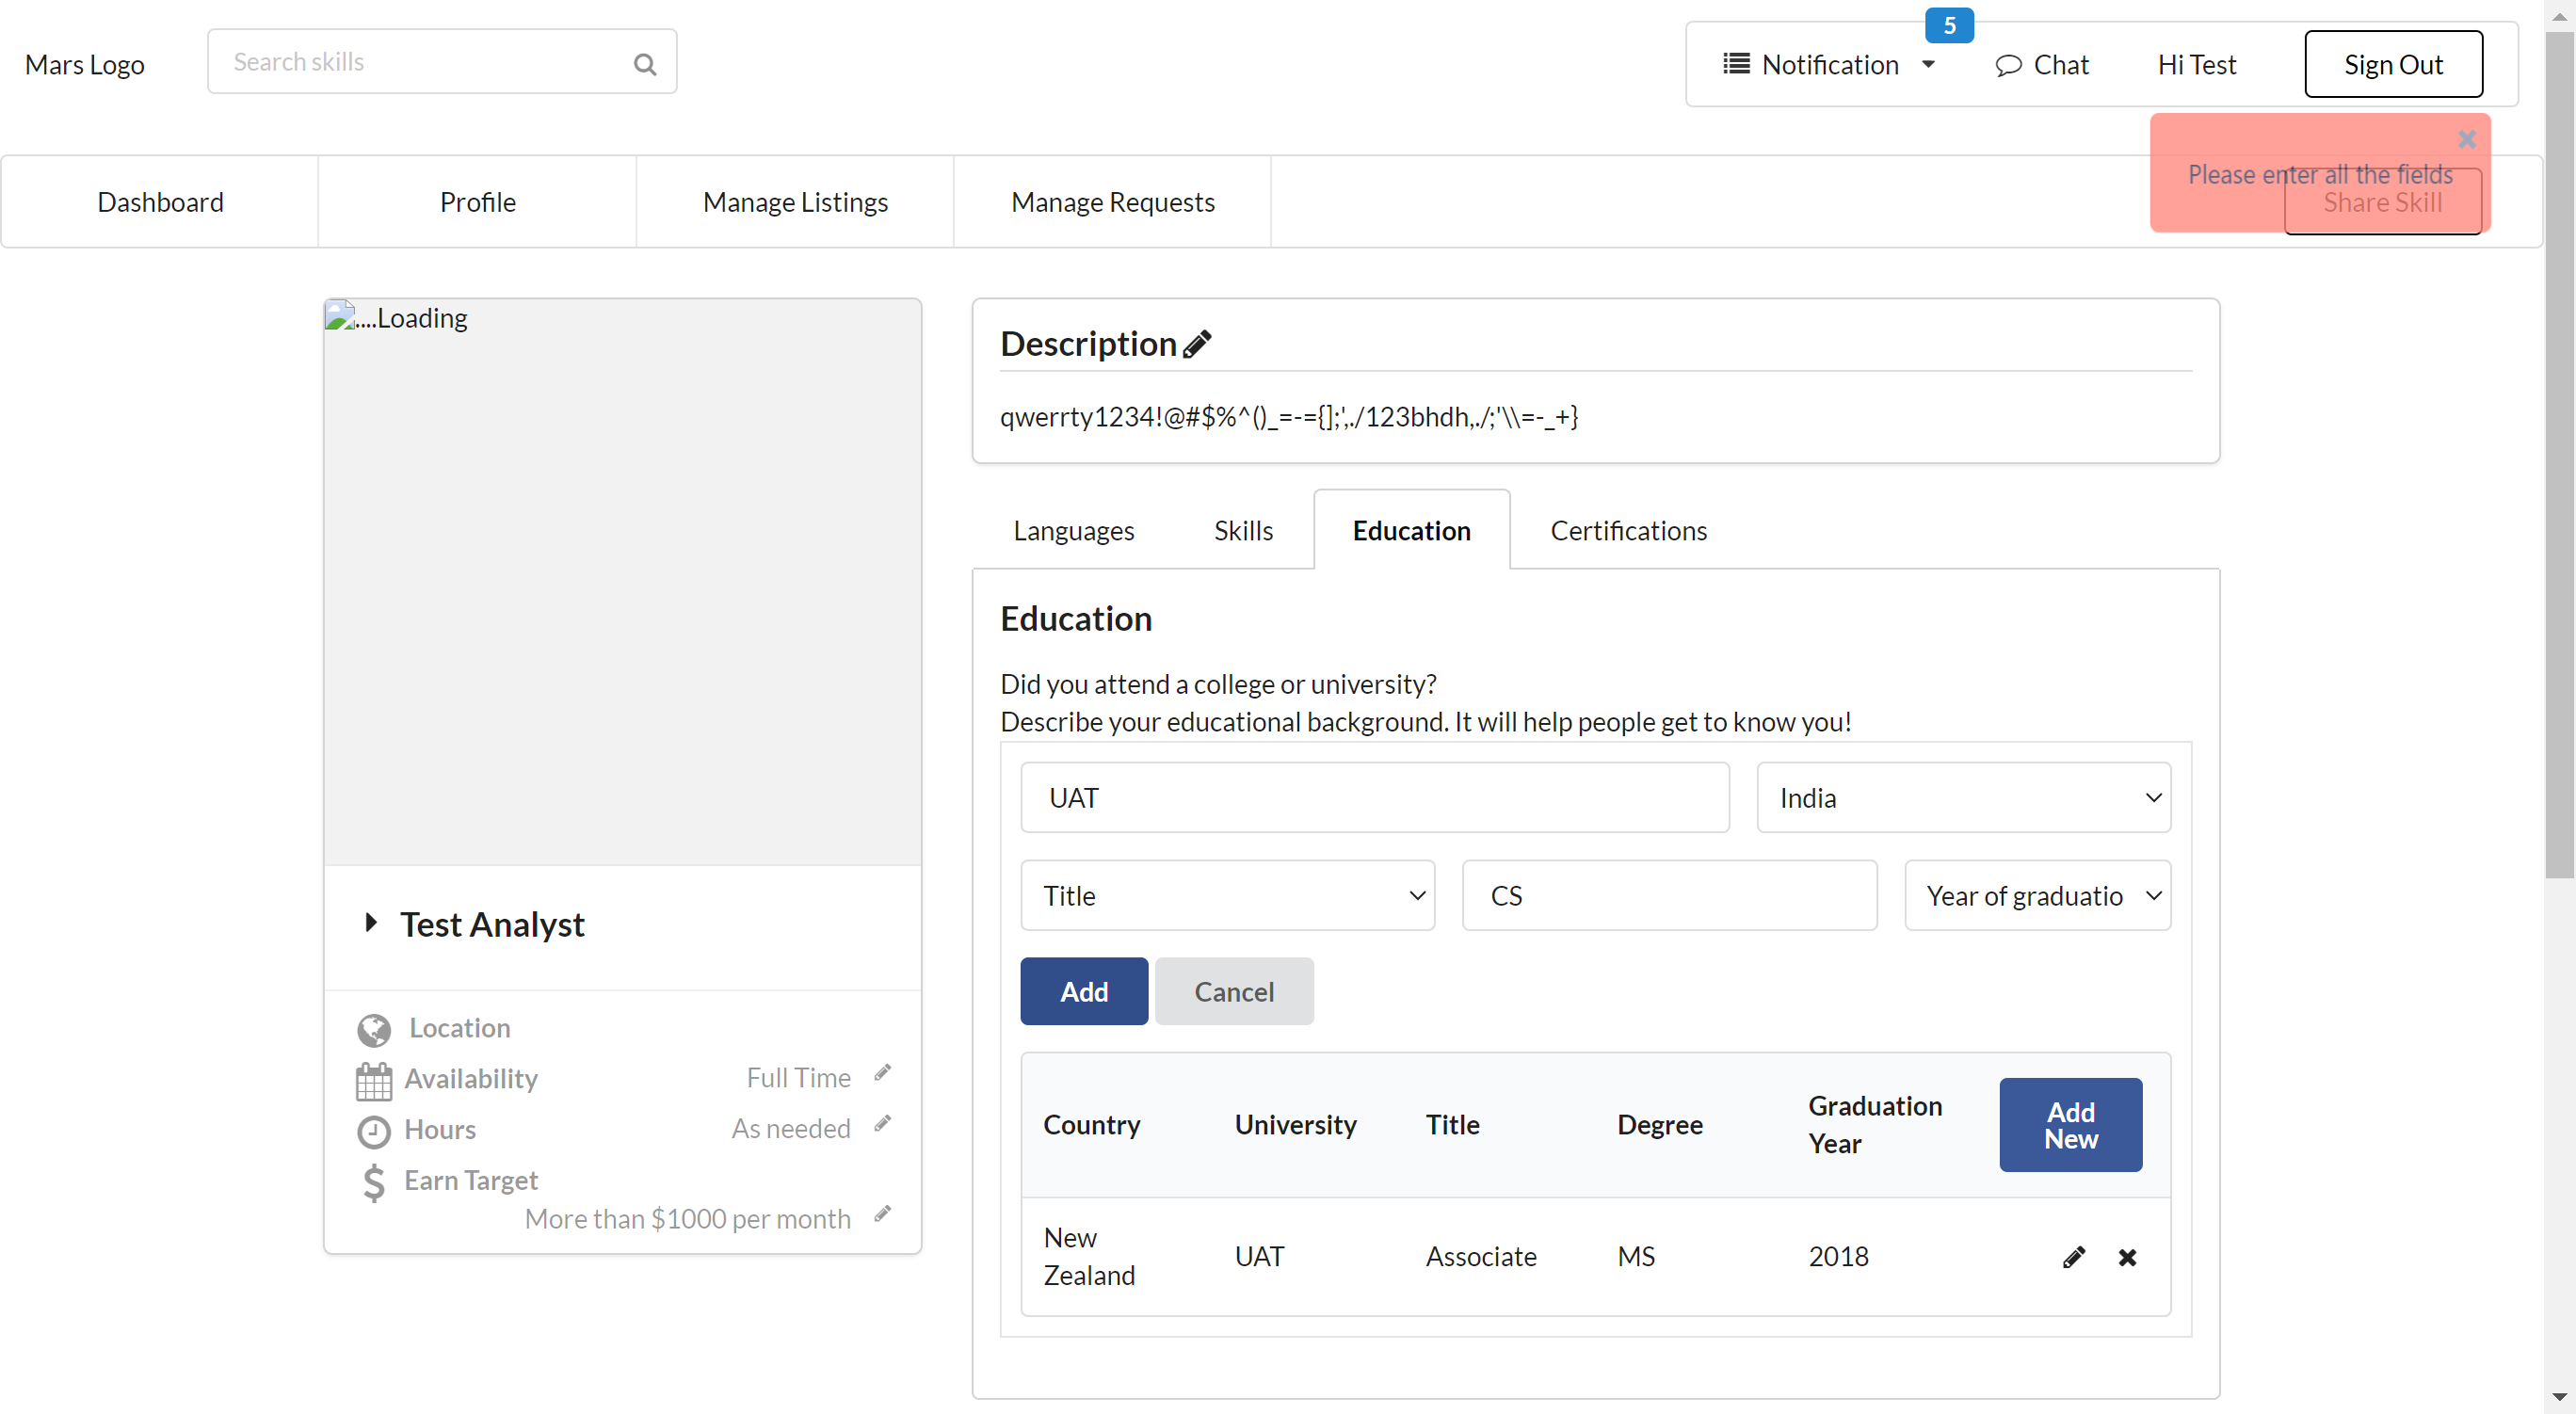 Mars Logo
Search skills
5
Notification
Chat
Hi Test
Sign Out
Please enter all the fields
Dashboard
Profile
Manage Listings
Manage Requests
Share Skill
....Loading
Description
qwerrty1234!@#$%^()_=-={];',./123bhdh,./;'\\=-_+}
Languages
Skills
Education
Certifications
Education
Did you attend a college or university?
Describe your educational background. It will help people get to know you!
UAT
India
Title
CS
Year of graduatio
Add
Cancel
Test Analyst
Location
Availability
Full Time
Hours
As needed
Earn Target
More than $1000 per month
Country
University
Title
Degree
Graduation
Year
Add
New
New
Zealand
UAT
Associate
MS
2018